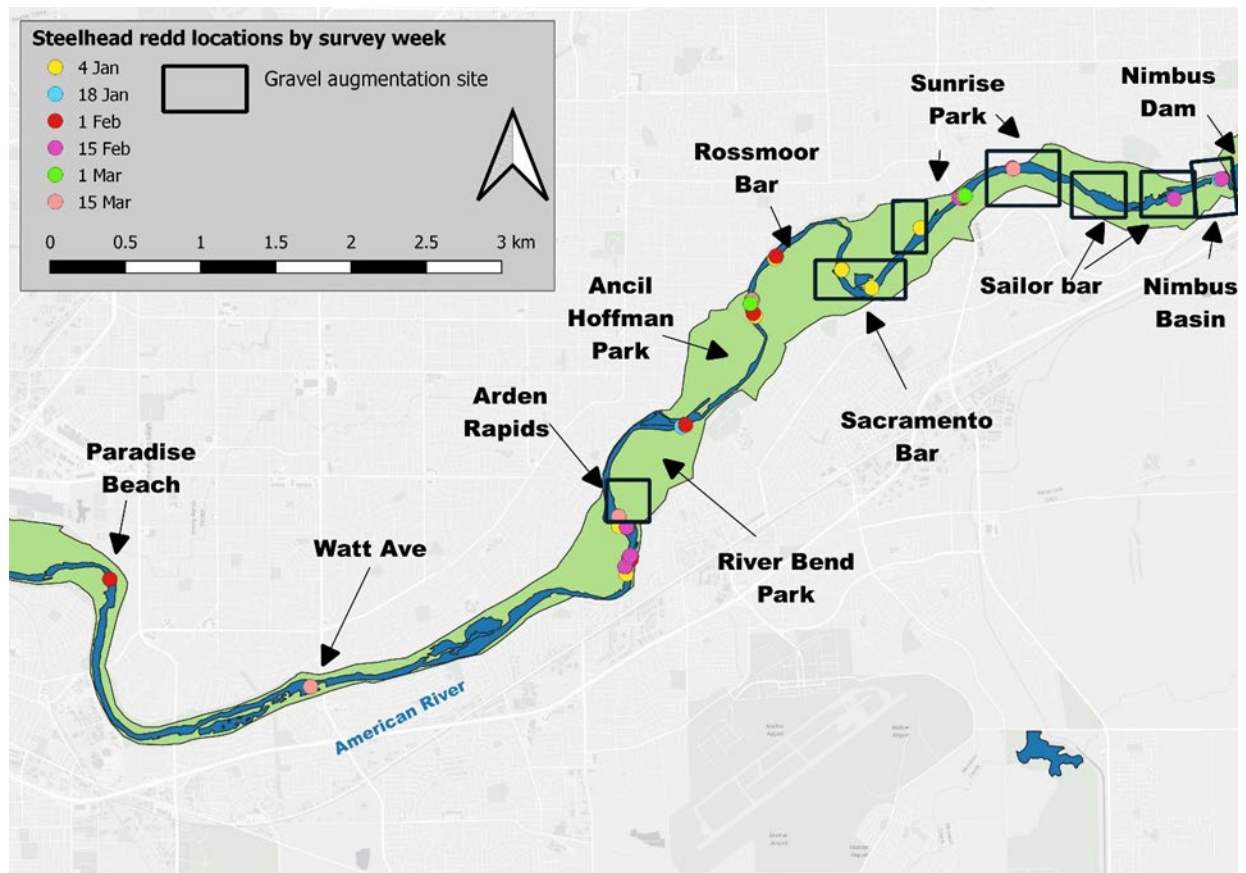 Steelhead redd locations by survey week
4 Jan
18 Jan
1 Feb
15 Feb
1 Mar
15 Mar
Gravel augmentation site
0 0.5 1 1.5 2 2.5 3 km
Nimbus
Dam
Sunrise
Park
Rossmoor
Bar
Ancil
Hoffman
Park
Sailor bar
Nimbus
Basin
Arden
Rapids
Sacramento
Bar
Paradise
Beach
Watt Ave
River Bend
Park
American River